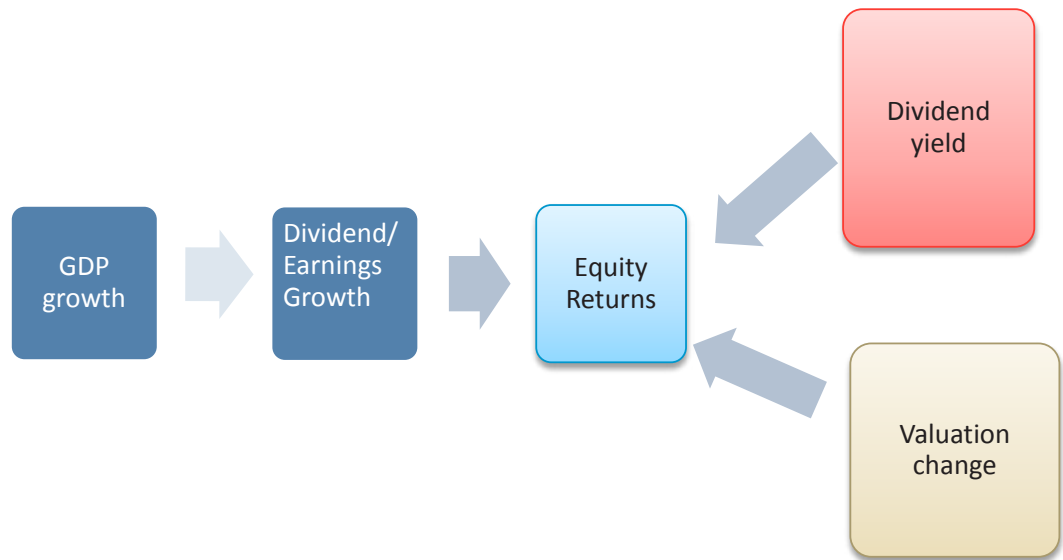 GDP
growth
Dividend/
Earnings
Growth
Equity
Returns
Dividend
yield
Valuation
change